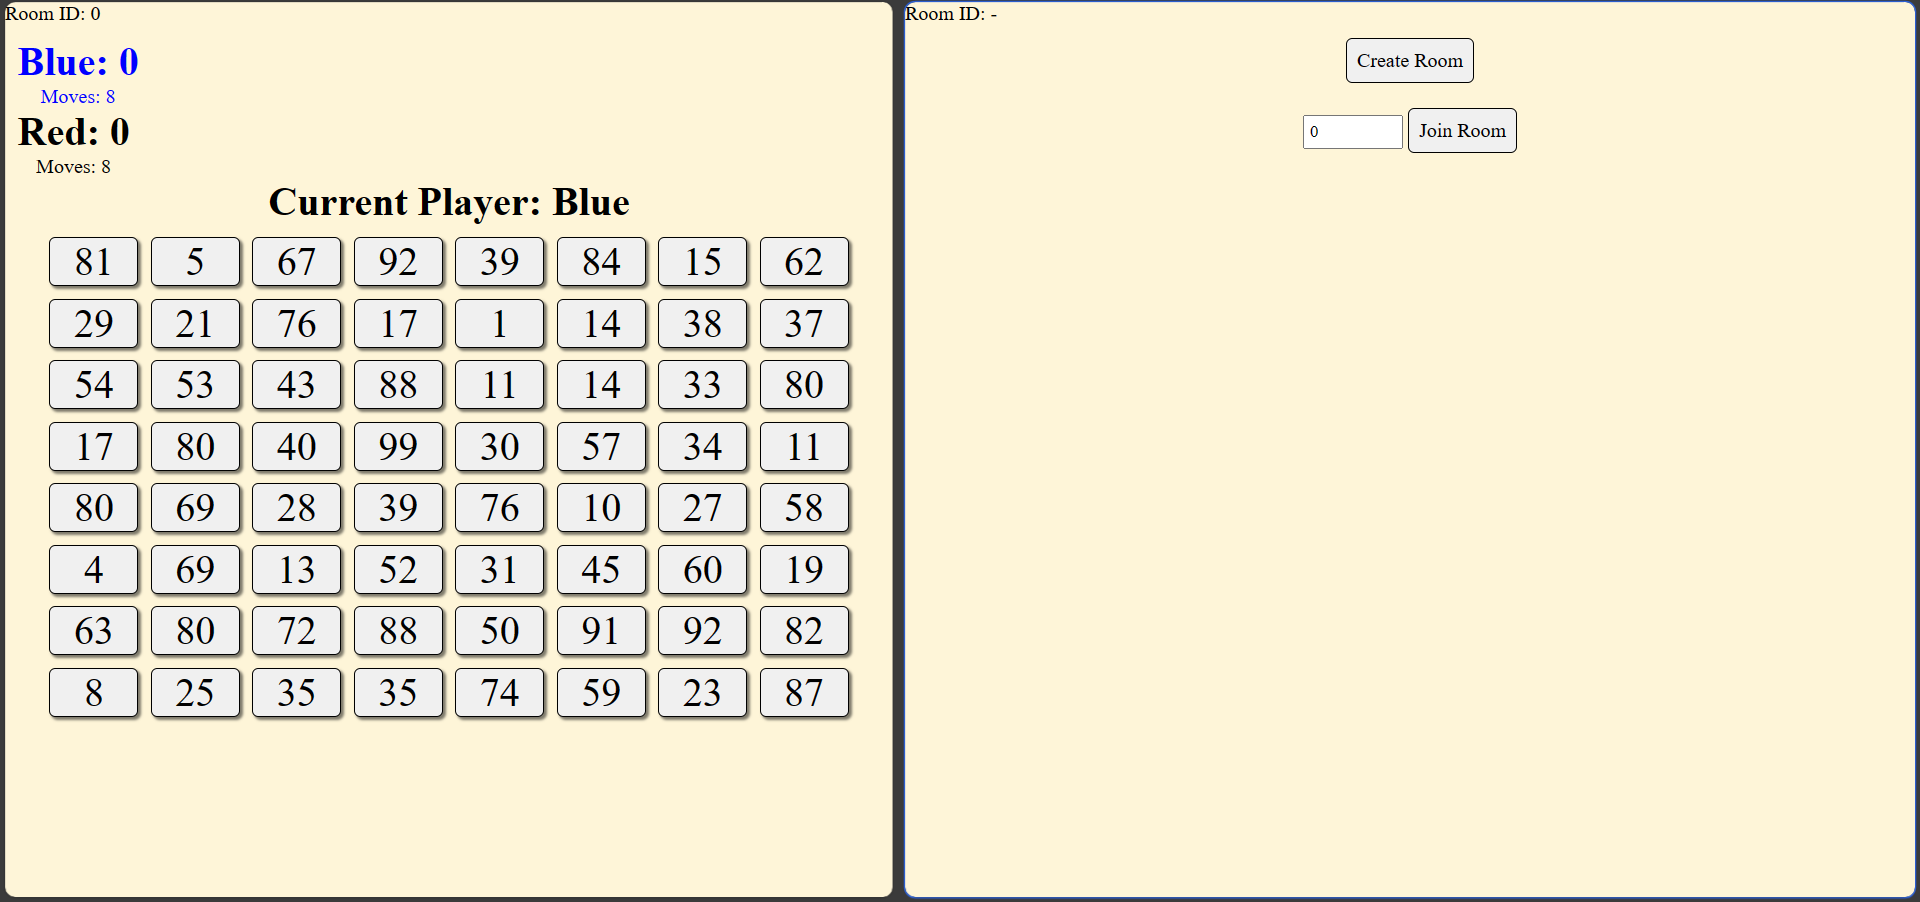 Room ID: 0
Blue: 0
Moves: 8
Red: 0
Moves: 8
Current Player: Blue
81 5 67 92 39 84 15 62
29 21 76 17 1 14 38 37
54 53 43 88 11 14 33 80
17 80 40 99 30 57 34 11
80 69 28 39 76 10 27 58
4 69 13 52 31 45 60 19
63 80 72 88 50 91 92 82
8 25 35 35 74 59 23 87
Room ID: -
Create Room
0 Join Room